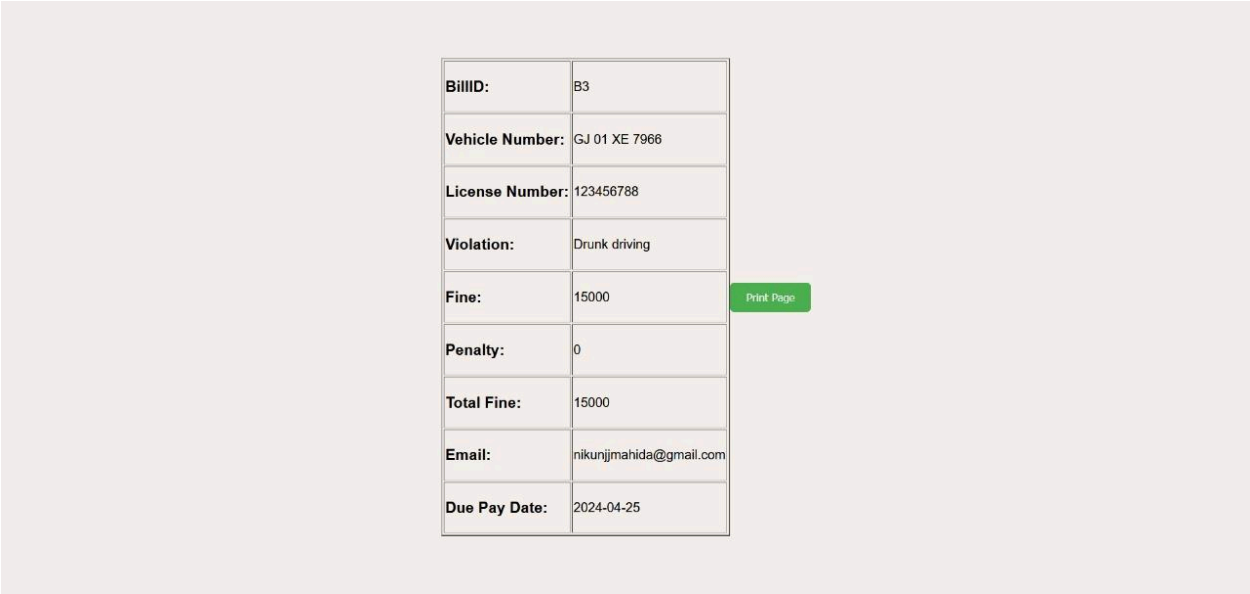 BillID: B3
Vehicle Number: GJ 01 XE 7966
License Number: 123456788
Violation: Drunk driving
Fine: 15000
Print Page
Penalty: 0
Total Fine: 15000
Email: nikunjjmahida@gmail.com
Due Pay Date: 2024-04-25